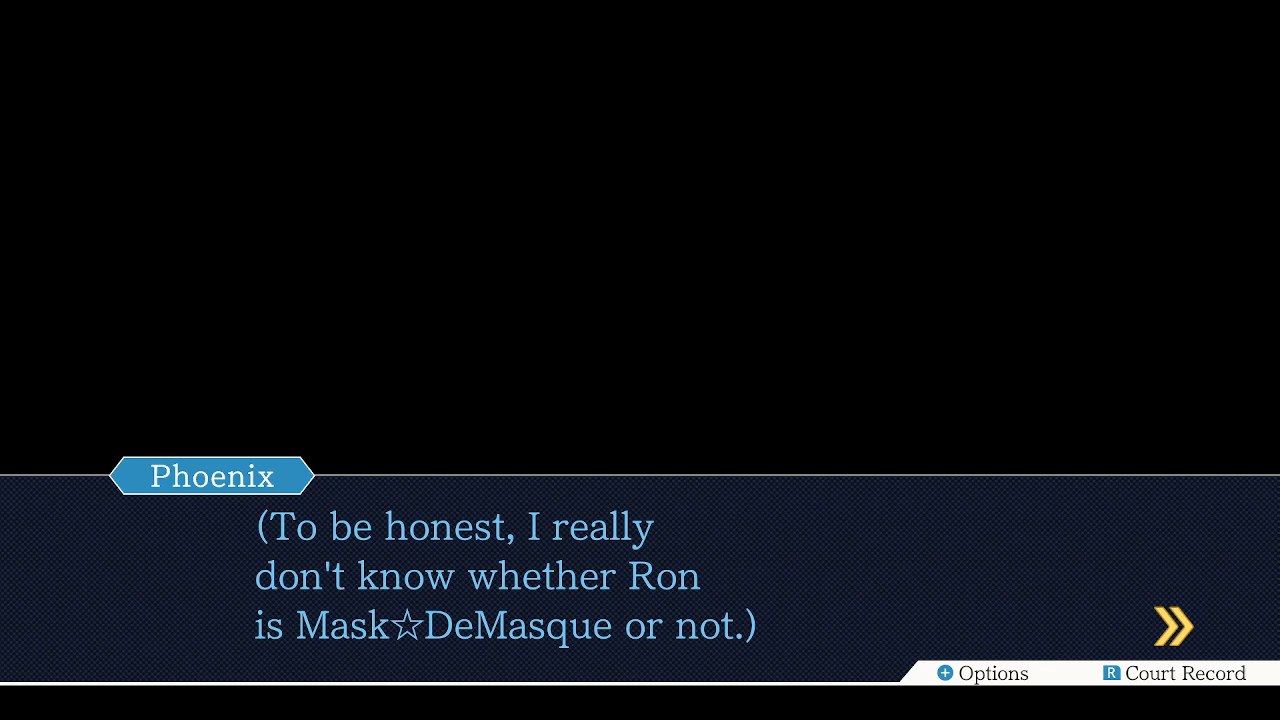 Phoenix
(To be honest, I really
don't know whether Ron
is Mask☆DeMasque or not.)
+ Options
R Court Record